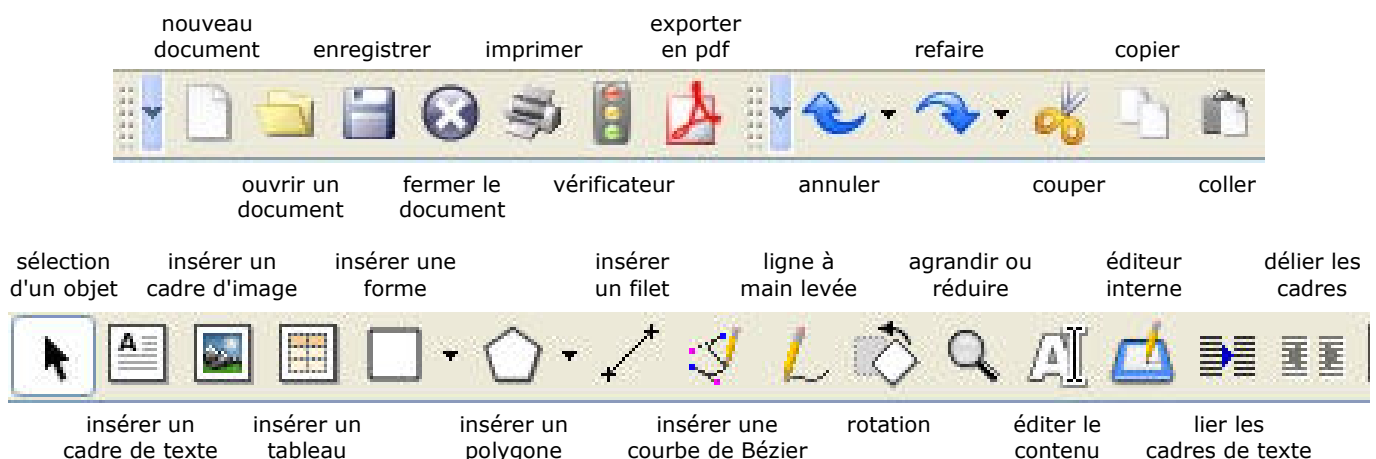 nouveau
document
enregistrer
imprimer
exporter
en pdf
refaire
copier
ouvrir un
document
fermer le
document
vérificateur
annuler
couper
coller
sélection
d'un objet
insérer un
cadre d'image
insérer une
forme
insérer
un filet
ligne à
main levée
agrandir ou
réduire
éditeur
interne
délier les
cadres
A
A
insérer un
cadre de texte
insérer un
tableau
insérer un
polygone
insérer une
courbe de Bézier
rotation
éditer le
contenu
lier les
cadres de texte